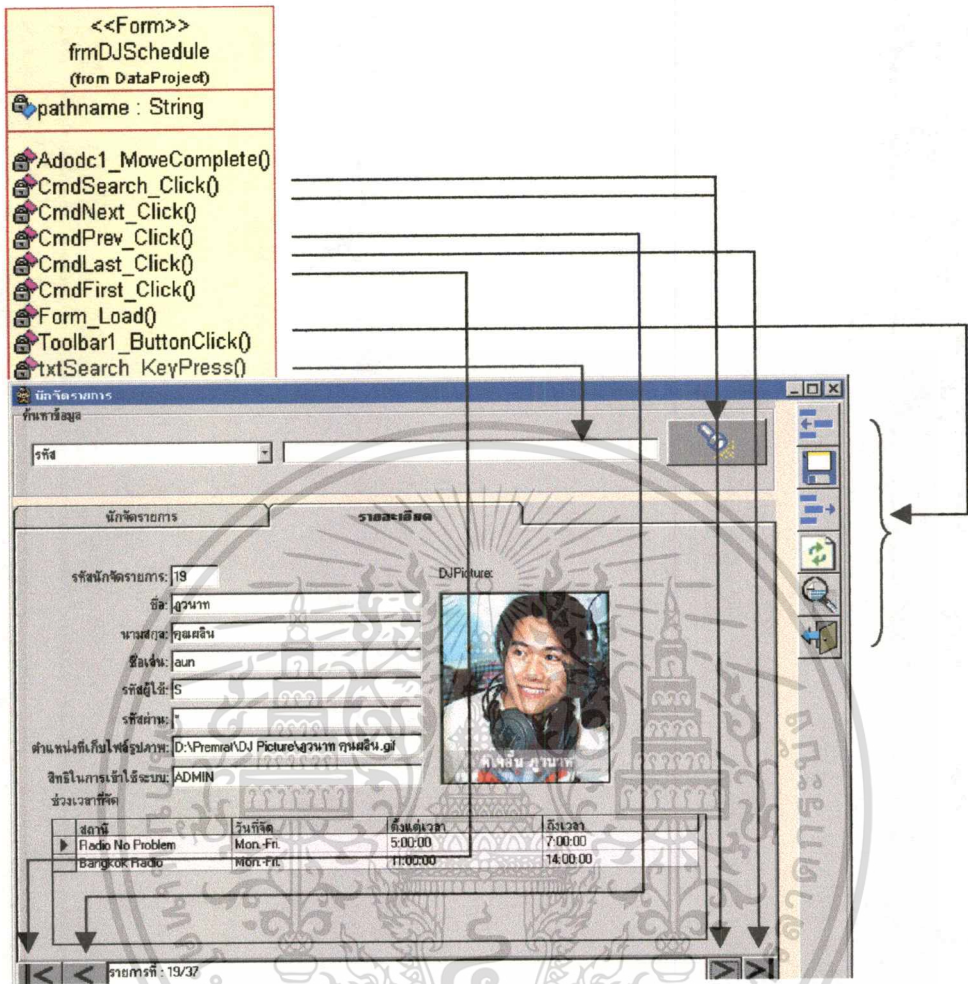 <<Form>>
frmDJSchedule
(from DataProject)
pathname : String
Adodc1_MoveComplete()
CmdSearch_Click()
CmdNext_Click()
CmdPrev_Click()
CmdLast_Click()
CmdFirst_Click()
Form_Load()
Toolbar1_ButtonClick()
txtSearch_KeyPress()
นักจัดรายการ
ค้นหาข้อมูล
รหัส
นักจัดรายการ รายละเอียด
รหัสนักจัดรายการ: 19
DJPicture:
ชื่อ: ภูวนาท
นามสกุล: คุณผลิน
ชื่อเล่น: aun
รหัสผู้ใช้: S
รหัสผ่าน: *
ตำแหน่งที่เก็บไฟล์รูปภาพ: D:\Premrat\DJ Picture\ภูวนาท คุนผลิน.gif
สิทธิในการเข้าใช้ระบบ: ADMIN
ช่วงเวลาที่จัด
สถานี วันที่จัด ตั้งแต่เวลา ถึงเวลา
Radio No Problem Mon.-Fri. 5:00:00 7:00:00
Bangkok Radio Mon.-Fri. 11:00:00 14:00:00
รายการที่ : 19/37